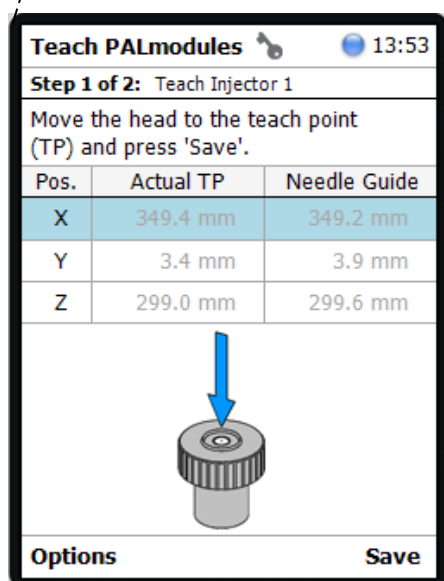 Teach PALmodules 13:53
Step 1 of 2: Teach Injector 1
Move the head to the teach point
(TP) and press 'Save'.
Pos. Actual TP Needle Guide
X 349.4 mm 349.2 mm
Y 3.4 mm 3.9 mm
Z 299.0 mm 299.6 mm
Options Save